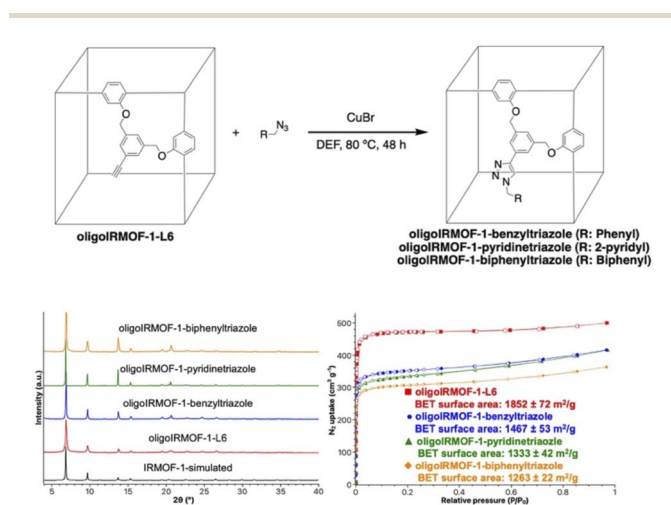 O
O
+
R
N3
CuBr
DEF, 80 ºC, 48 h
O
O
N
N
N
R
oligoIRMOF-1-L6
oligoIRMOF-1-benzyltriazole (R: Phenyl)
oligoIRMOF-1-pyridinetriazole (R: 2-pyridyl)
oligoIRMOF-1-biphenyltriazole (R: Biphenyl)
Intensity (a.u.)
oligoIRMOF-1-biphenyltriazole
oligoIRMOF-1-pyridinetriazole
oligoIRMOF-1-benzyltriazole
oligoIRMOF-1-L6
IRMOF-1-simulated
5 10 15 20 25 30 35 40
2θ (°)
N2 uptake (cm3 g-1)
500
400
300
200
100
0
oligoIRMOF-1-L6
BET surface area: 1852 ± 72 m2/g
oligoIRMOF-1-benzyltriazole
BET surface area: 1467 ± 53 m2/g
oligoIRMOF-1-pyridinetriaozle
BET surface area: 1333 ± 42 m2/g
oligoIRMOF-1-biphenyltriazole
BET surface area: 1263 ± 22 m2/g
0 0.2 0.4 0.6 0.8 1
Relative pressure (P/P0)